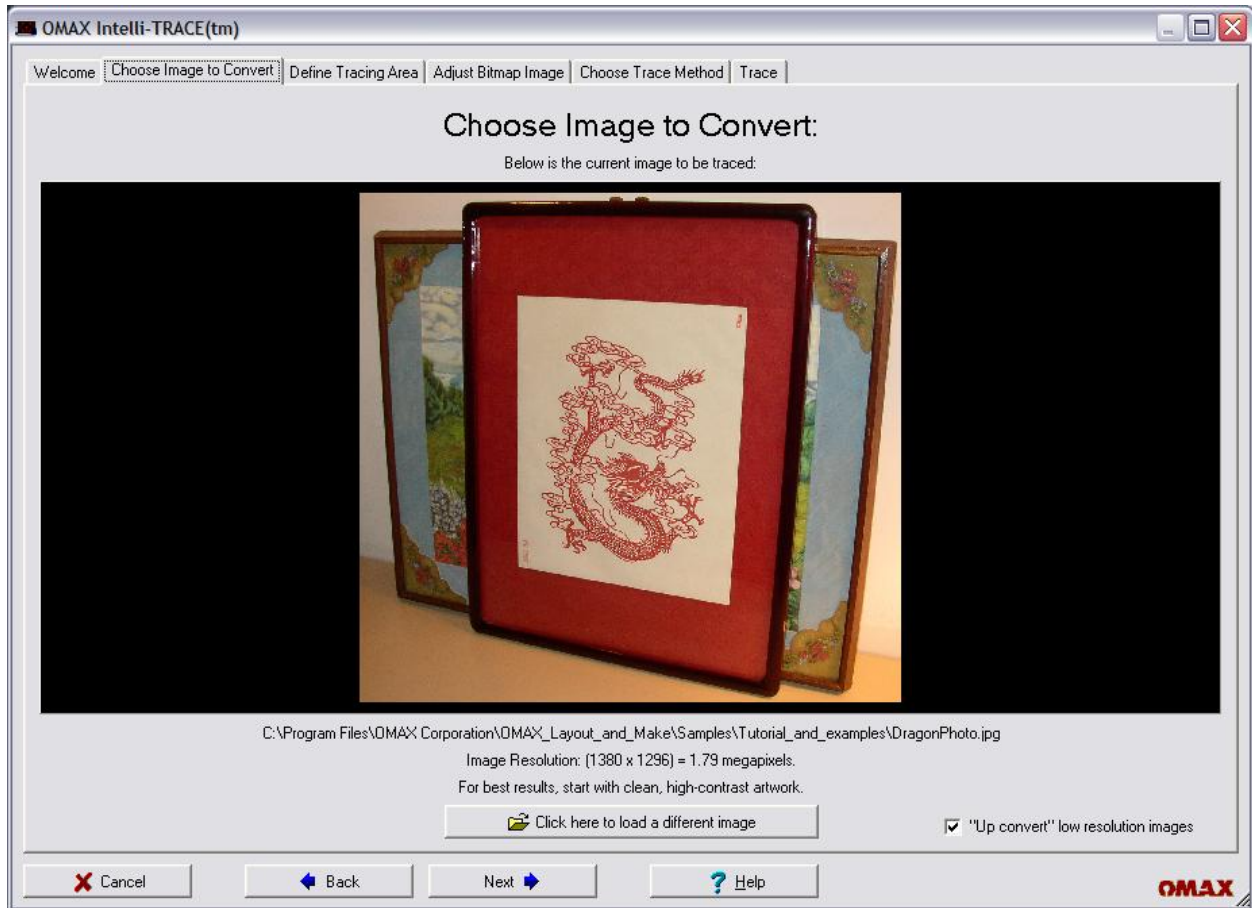 OMAX Intelli-TRACE(tm)
Welcome Choose Image to Convert Define Tracing Area Adjust Bitmap Image Choose Trace Method Trace
Choose Image to Convert:
Below is the current image to be traced:
C:\Program Files\OMAX Corporation\OMAX_Layout_and_Make\Samples\Tutorial_and_examples\DragonPhoto.jpg
Image Resolution: (1380 x 1296) = 1.79 megapixels.
For best results, start with clean, high-contrast artwork.
Click here to load a different image
"Up convert" low resolution images
Cancel Back Next Help
OMAX